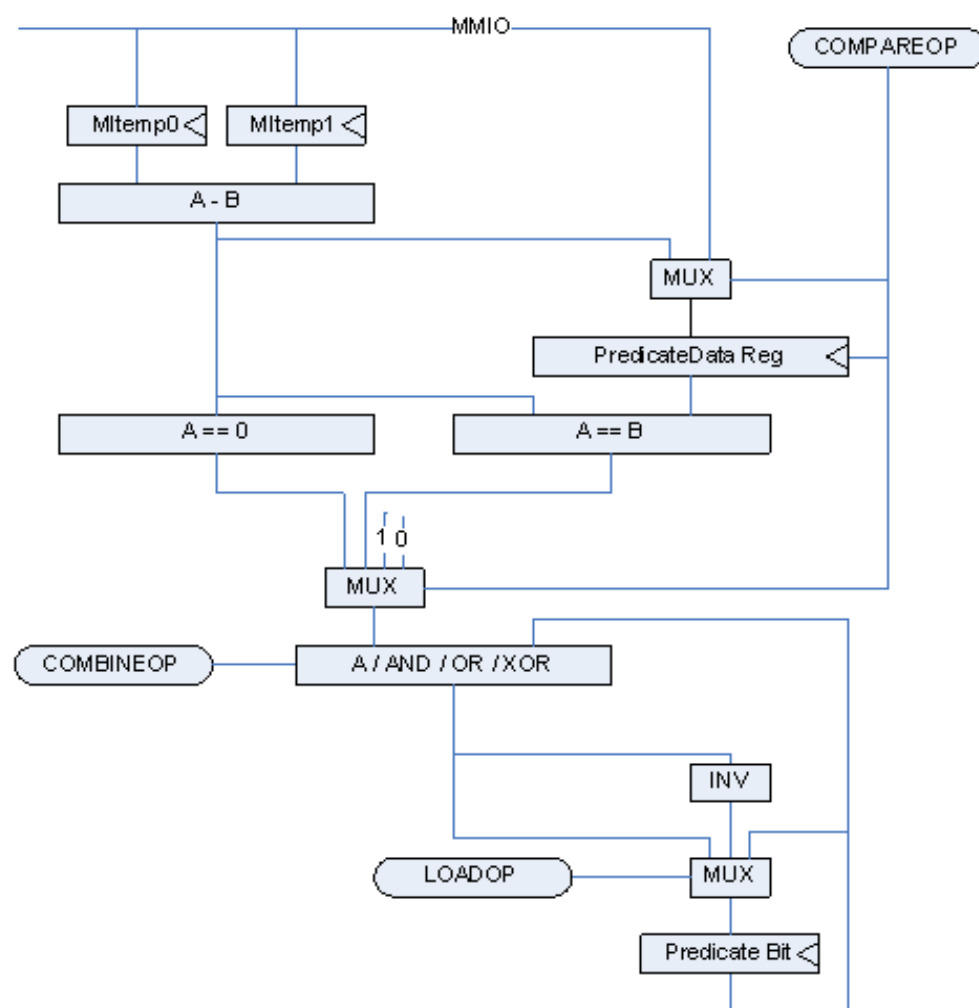 MMIO
COMPAREOP
MItemp0
MItemp1
A - B
MUX
PredicateData Reg
A == 0
A == B
1 0
MUX
COMBINEOP
A / AND / OR / XOR
INV
LOADOP
MUX
Predicate Bit